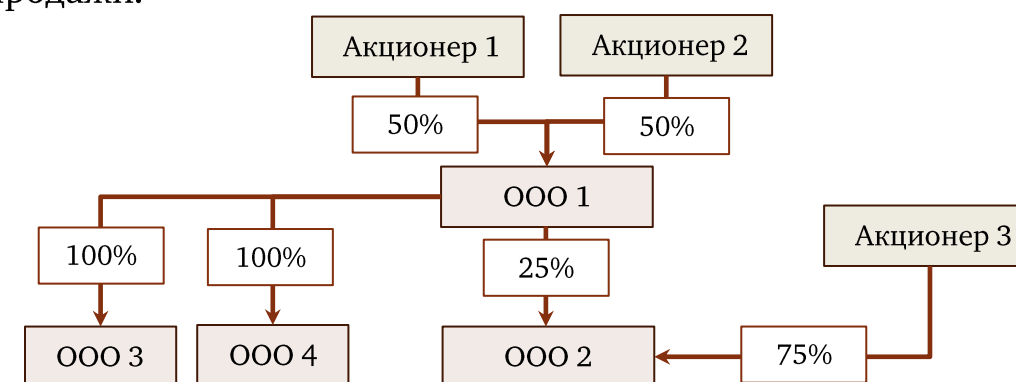 продажи.
Акционер 1
Акционер 2
50%
50%
ООО 1
Акционер 3
100%
100%
25%
ООО 3
ООО 4
ООО 2
75%